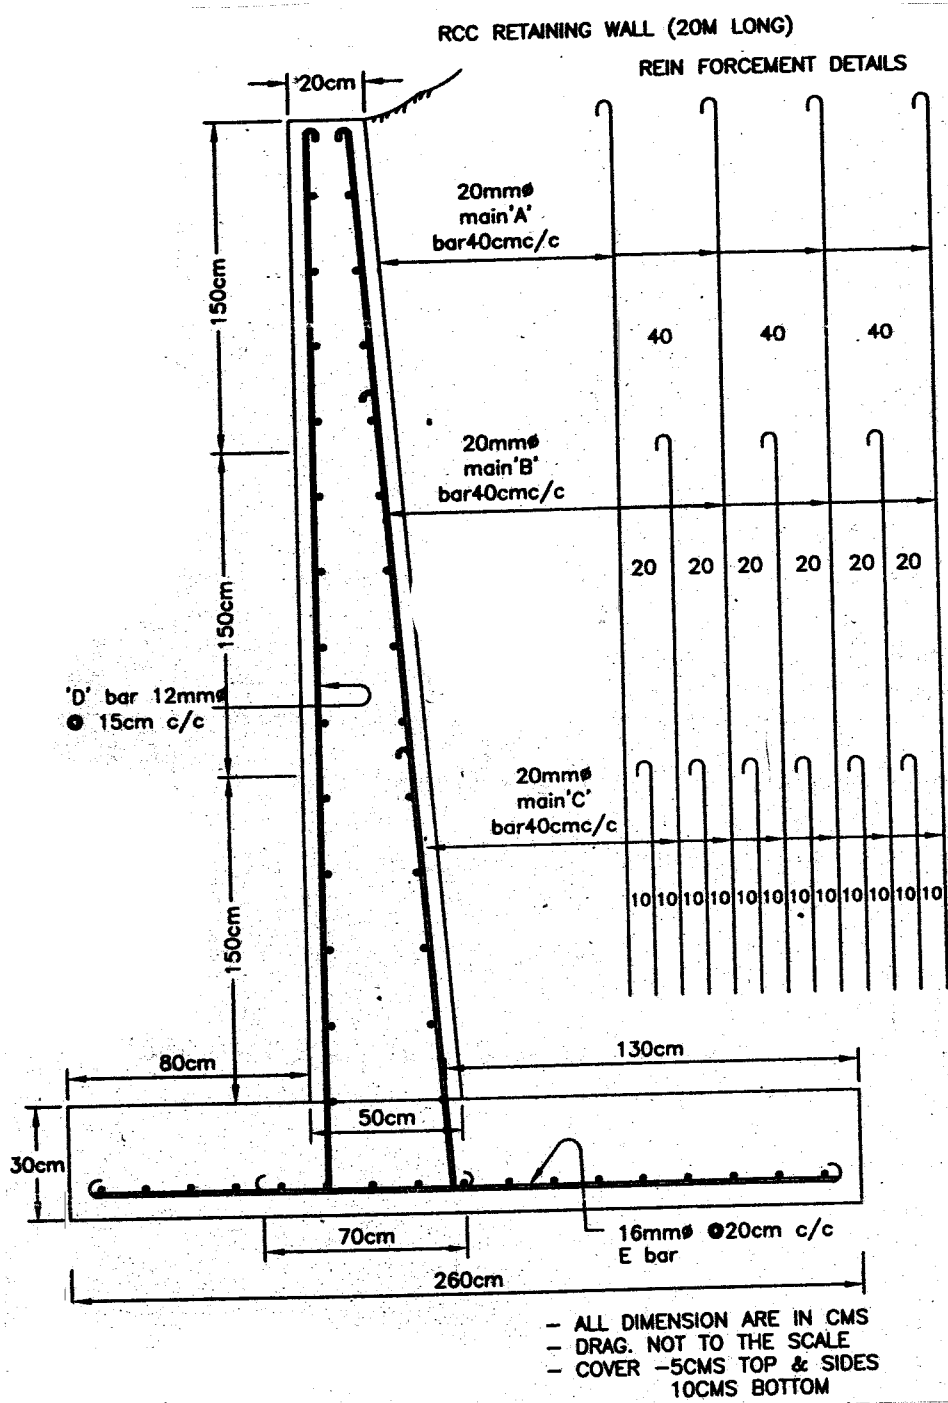 RCC RETAINING WALL (20M LONG)
REIN FORCEMENT DETAILS
20cm
20mmø
main'A'
bar40cmc/c
150cm
40 40 40
20mmø
main'B'
bar40cmc/c
20 20 20 20 20 20
150cm
'D' bar 12mmø
@ 15cm c/c
20mmø
main'C'
bar40cmc/c
10 10 10 10 10 10 10 10 10 10 10 10
150cm
80cm
130cm
50cm
30cm
70cm
16mmø @20cm c/c
E bar
260cm
- ALL DIMENSION ARE IN CMS
- DRAG. NOT TO THE SCALE
- COVER -5CMS TOP & SIDES
10CMS BOTTOM